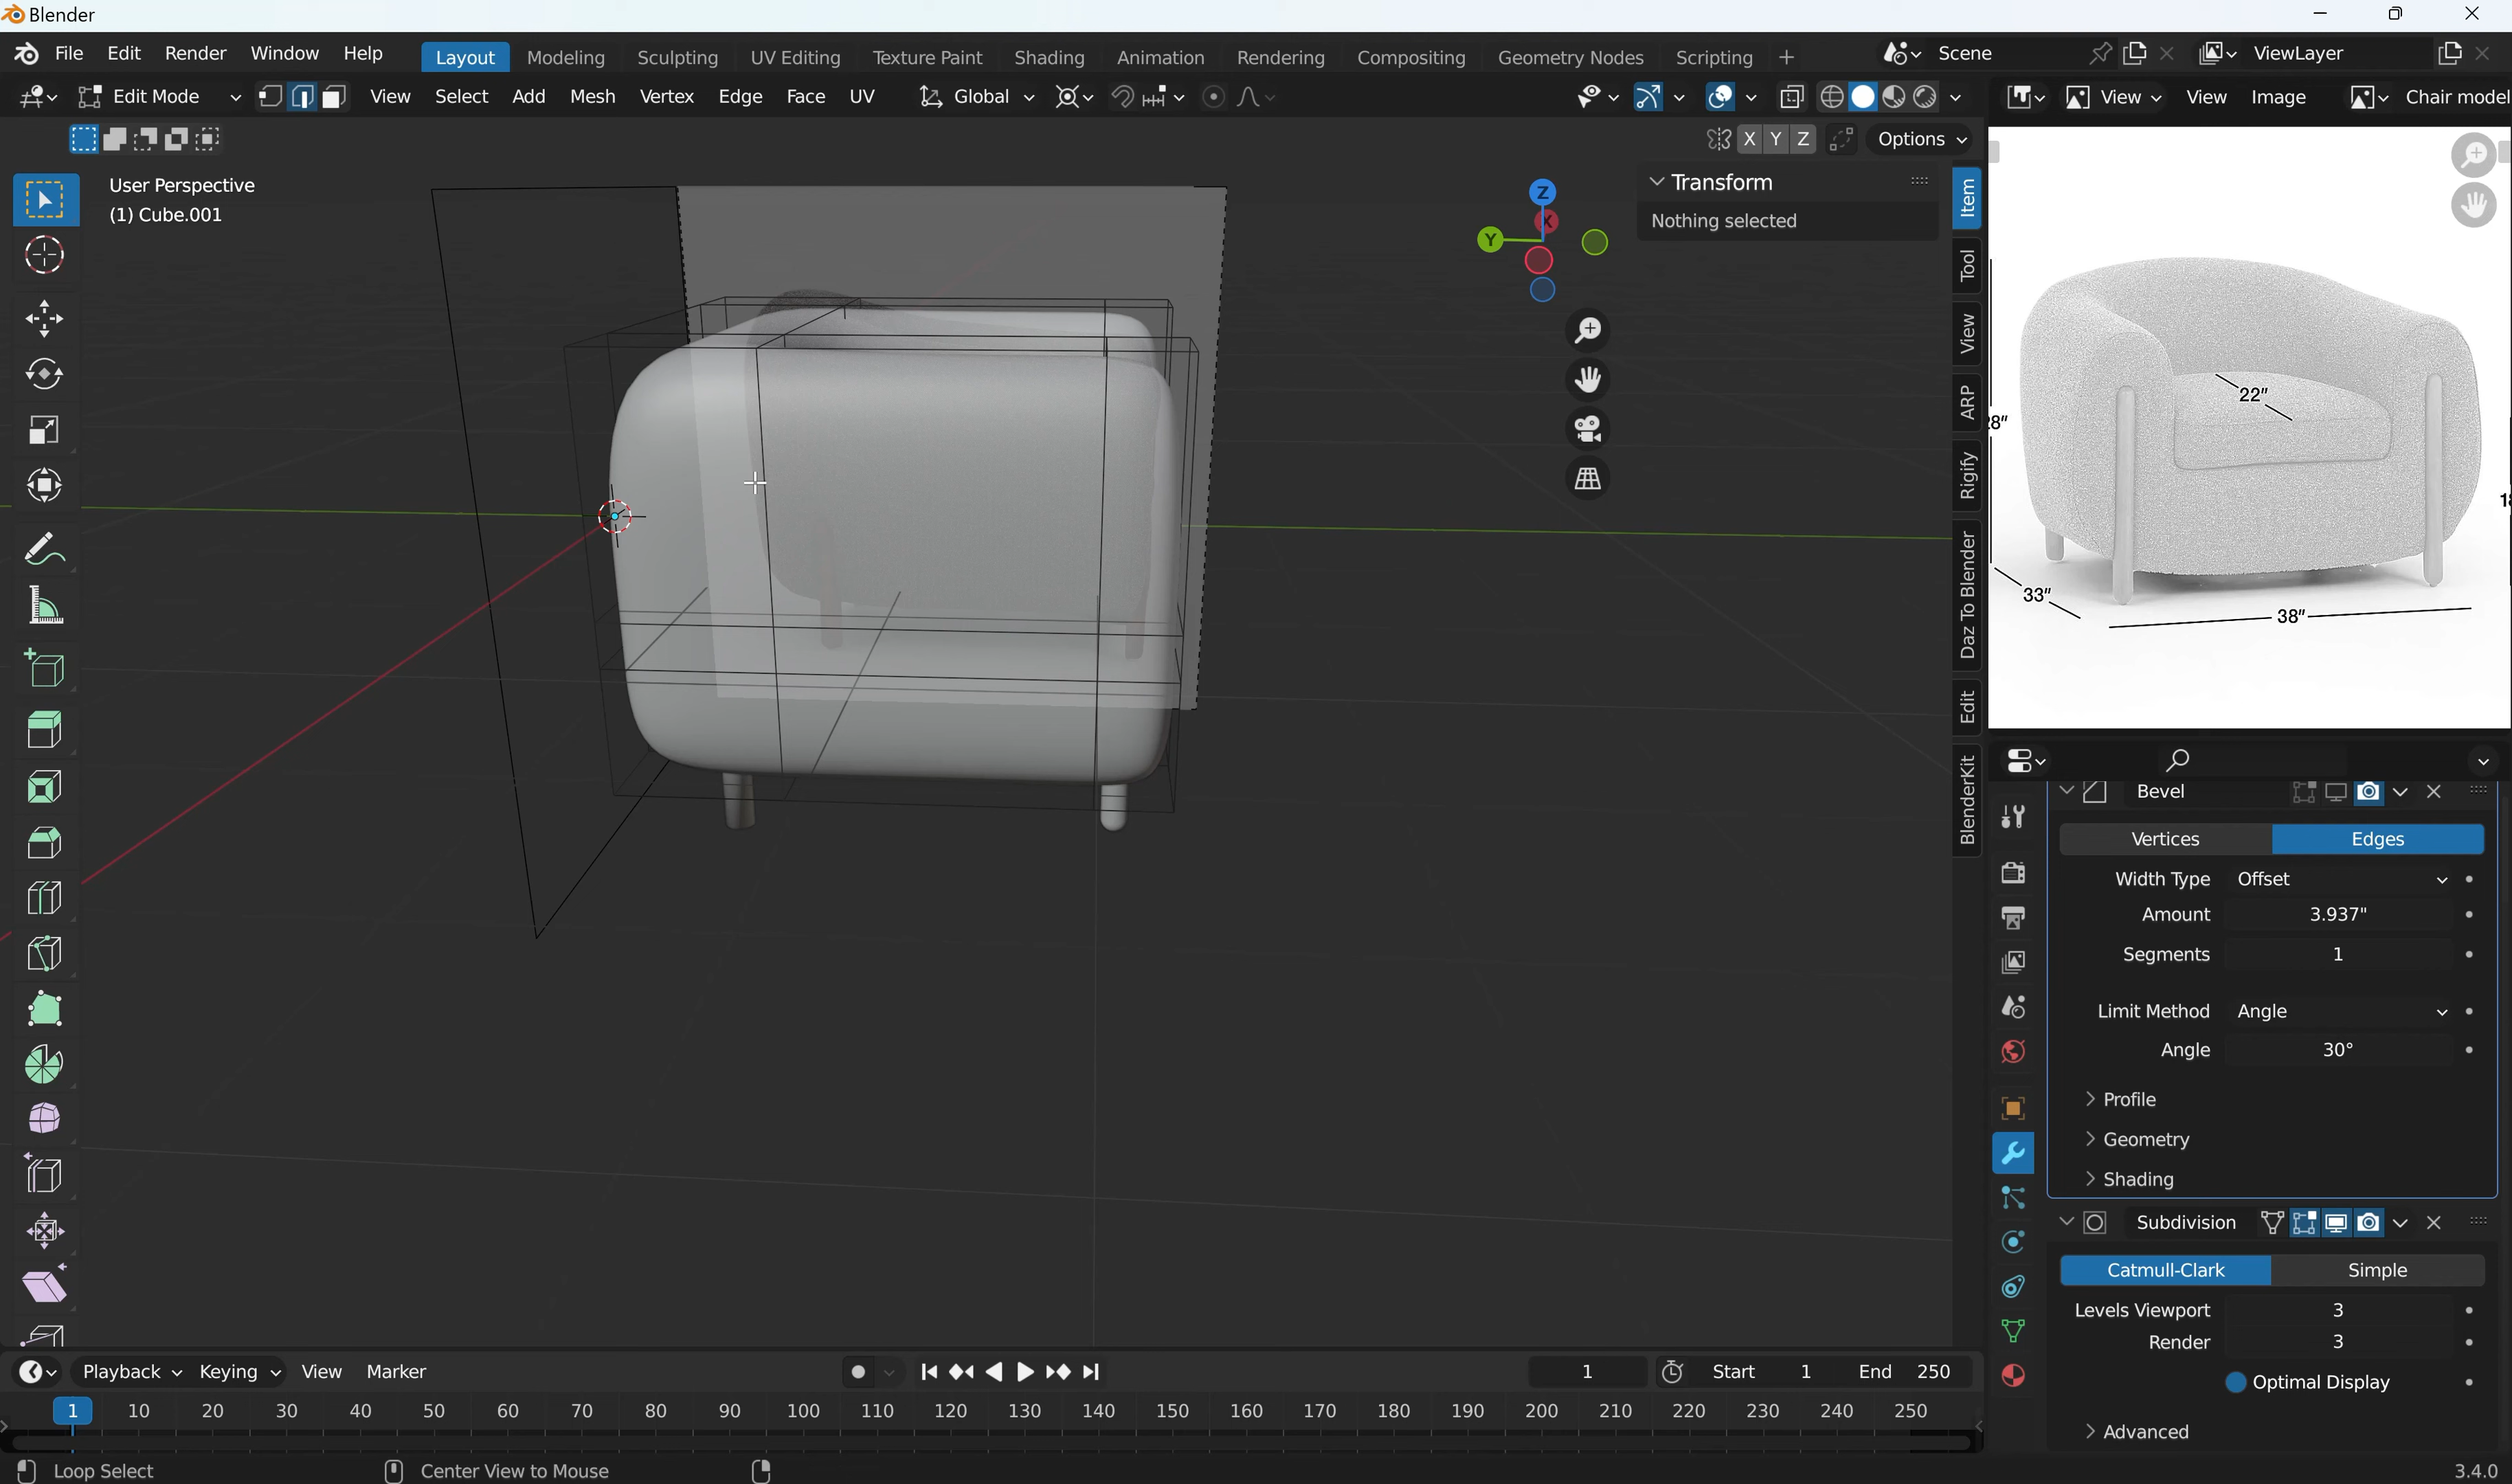 Blender
File Edit Render Window Help Layout Modeling Sculpting UV Editing Texture Paint Shading Animation Rendering Compositing Geometry Nodes Scripting + Scene ViewLayer
Edit Mode View Select Add Mesh Vertex Edge Face UV Global View View Image Chair model
X Y Z Options
User Perspective
(1) Cube.001
Transform
Nothing selected
Z
X
Y
Item
Tool
View
ARP
Rigify
Daz To Blender
Edit
BlenderKit
22"
28"
33"
38"
Bevel
Vertices Edges
Width Type Offset
Amount 3.937"
Segments 1
Limit Method Angle
Angle 30°
Profile
Geometry
Shading
Subdivision
Catmull-Clark Simple
Levels Viewport 3
Render 3
Optimal Display
Advanced
Playback Keying View Marker 1 Start 1 End 250
1 10 20 30 40 50 60 70 80 90 100 110 120 130 140 150 160 170 180 190 200 210 220 230 240 250
Loop Select Center View to Mouse 3.4.0